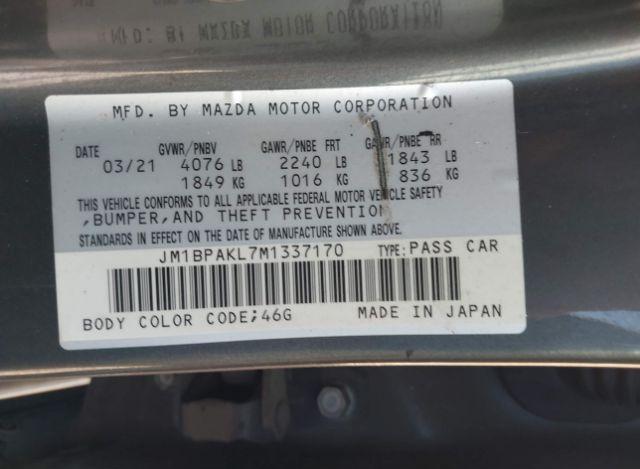 MFD. BY MAZDA MOTOR CORPORATION
DATE GVWR/PNBV GAWR/PNBE FRT GAWR/PNBE RR
03/21 4076 LB 2240 LB 1843 LB
1849 KG 1016 KG 836 KG
THIS VEHICLE CONFORMS TO ALL APPLICABLE FEDERAL MOTOR VEHICLE SAFETY
,BUMPER,AND THEFT PREVENTION
STANDARDS IN EFFECT ON THE DATE OF MANUFACTURE SHOWN ABOVE.
JM1BPAKL7M1337170 TYPE:PASS CAR
BODY COLOR CODE;46G MADE IN JAPAN